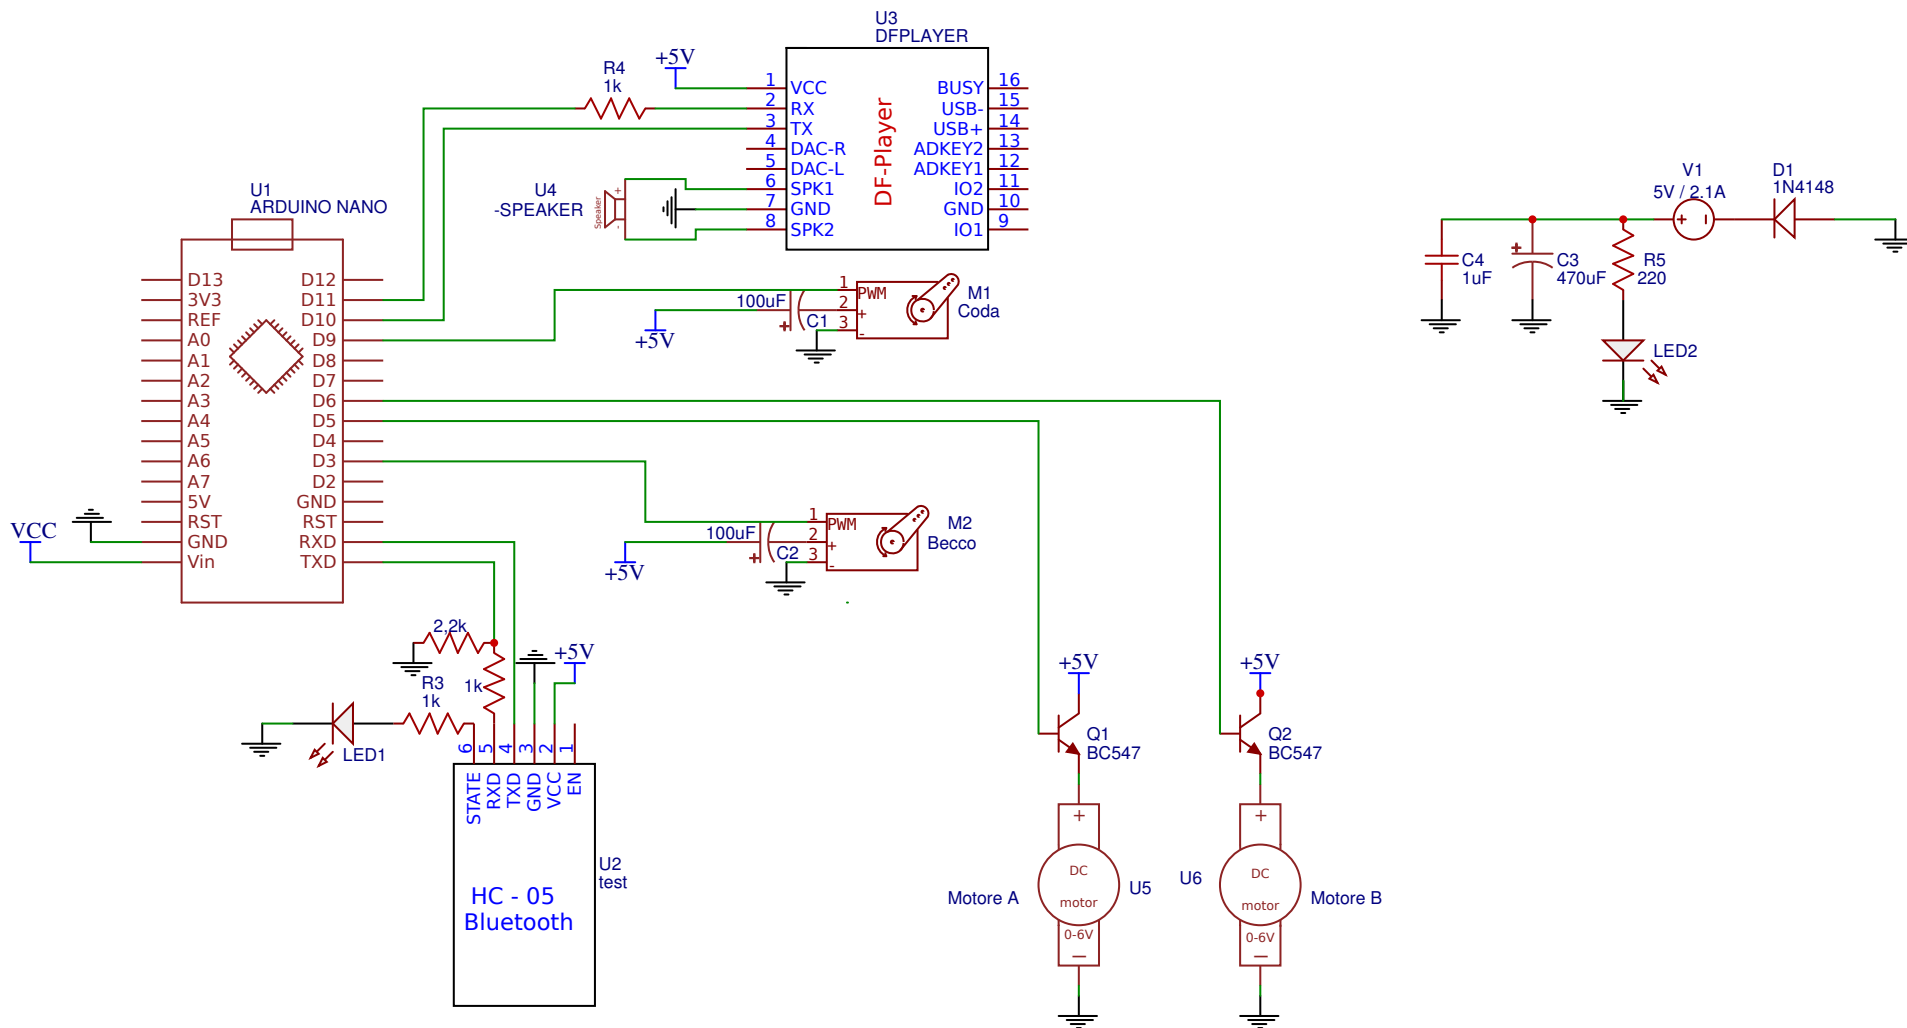 U3
DFPLAYER
+5V
R4
1k
1
VCC
2
RX
3
TX
4
DAC-R
5
DAC-L
6
SPK1
7
GND
8
SPK2
DF-Player
BUSY
16
USB-
15
USB+
14
ADKEY2
13
ADKEY1
12
IO2
11
GND
10
IO1
9
U4
-SPEAKER
Speaker
+
-
V1
5V / 2.1A
+
D1
1N4148
C4
1uF
+
C3
470uF
R5
220
LED2
U1
ARDUINO NANO
D13
3V3
REF
A0
A1
A2
A3
A4
A5
A6
A7
5V
RST
GND
Vin
D12
D11
D10
D9
D8
D7
D6
D5
D4
D3
D2
GND
RST
RXD
TXD
VCC
100uF
+
C1
+5V
1
2
3
PWM
+
-
M1
Coda
100uF
+
C2
+5V
1
2
3
PWM
+
-
M2
Becco
2,2k
1k
R3
1k
LED1
+5V
6
5
4
3
2
1
STATE
RXD
TXD
GND
VCC
EN
HC - 05
Bluetooth
U2
test
+5V
Q1
BC547
+
DC
motor
0-6V
—
Motore A
U5
+5V
Q2
BC547
+
DC
motor
0-6V
—
U6
Motore B